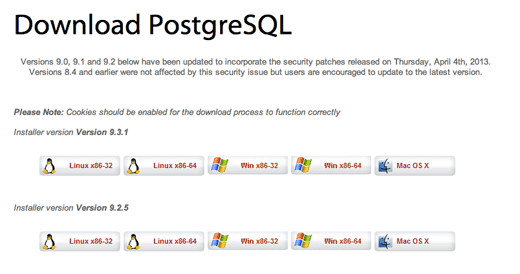 Download PostgreSQL
Versions 9.0, 9.1 and 9.2 below have been updated to incorporate the security patches released on Thursday, April 4th, 2013.
Versions 8.4 and earlier were not affected by this security issue but users are encouraged to update to the latest version.
Please Note: Cookies should be enabled for the download process to function correctly
Installer version Version 9.3.1
Linux x86-32 Linux x86-64 Win x86-32 Win x86-64 Mac OS X
Installer version Version 9.2.5
Linux x86-32 Linux x86-64 Win x86-32 Win x86-64 Mac OS X